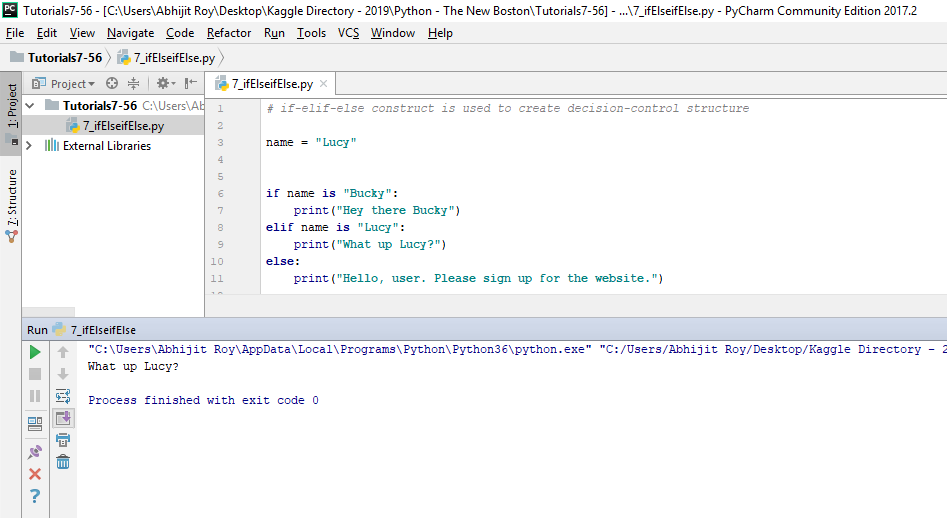 Tutorials7-56 - [C:\Users\Abhijit Roy\Desktop\Kaggle Directory - 2019\Python - The New Boston\Tutorials7-56] - ...\7_ifElseifElse.py - PyCharm Community Edition 2017.2
File Edit View Navigate Code Refactor Run Tools VCS Window Help
Tutorials7-56 7_ifElseifElse.py
1: Project
7: Structure
Project
Tutorials7-56 C:\Users\Ab
7_ifElseifElse.py
External Libraries
7_ifElseifElse.py
1 # if-elif-else construct is used to create decision-control structure
2
3 name = "Lucy"
4
5
6 if name is "Bucky":
7 print("Hey there Bucky")
8 elif name is "Lucy":
9 print("What up Lucy?")
10 else:
11 print("Hello, user. Please sign up for the website.")
Run 7_ifElseifElse
"C:\Users\Abhijit Roy\AppData\Local\Programs\Python\Python36\python.exe" "C:/Users/Abhijit Roy/Desktop/Kaggle Directory - 2
What up Lucy?
Process finished with exit code 0